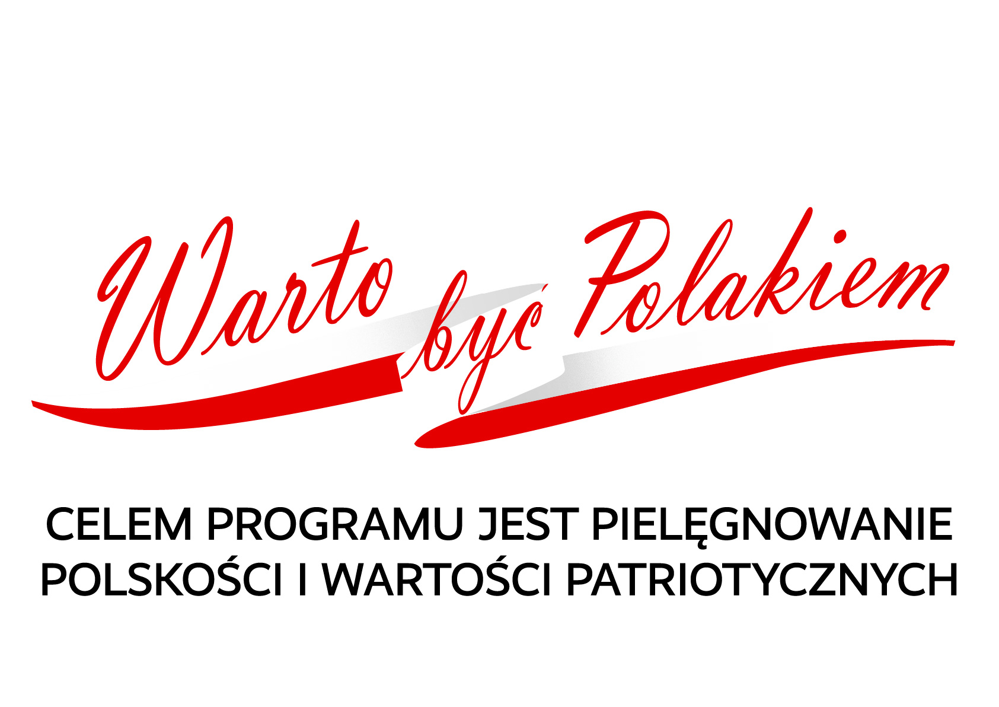 Warto być Polakiem
CELEM PROGRAMU JEST PIELĘGNOWANIE
POLSKOŚCI I WARTOŚCI PATRIOTYCZNYCH